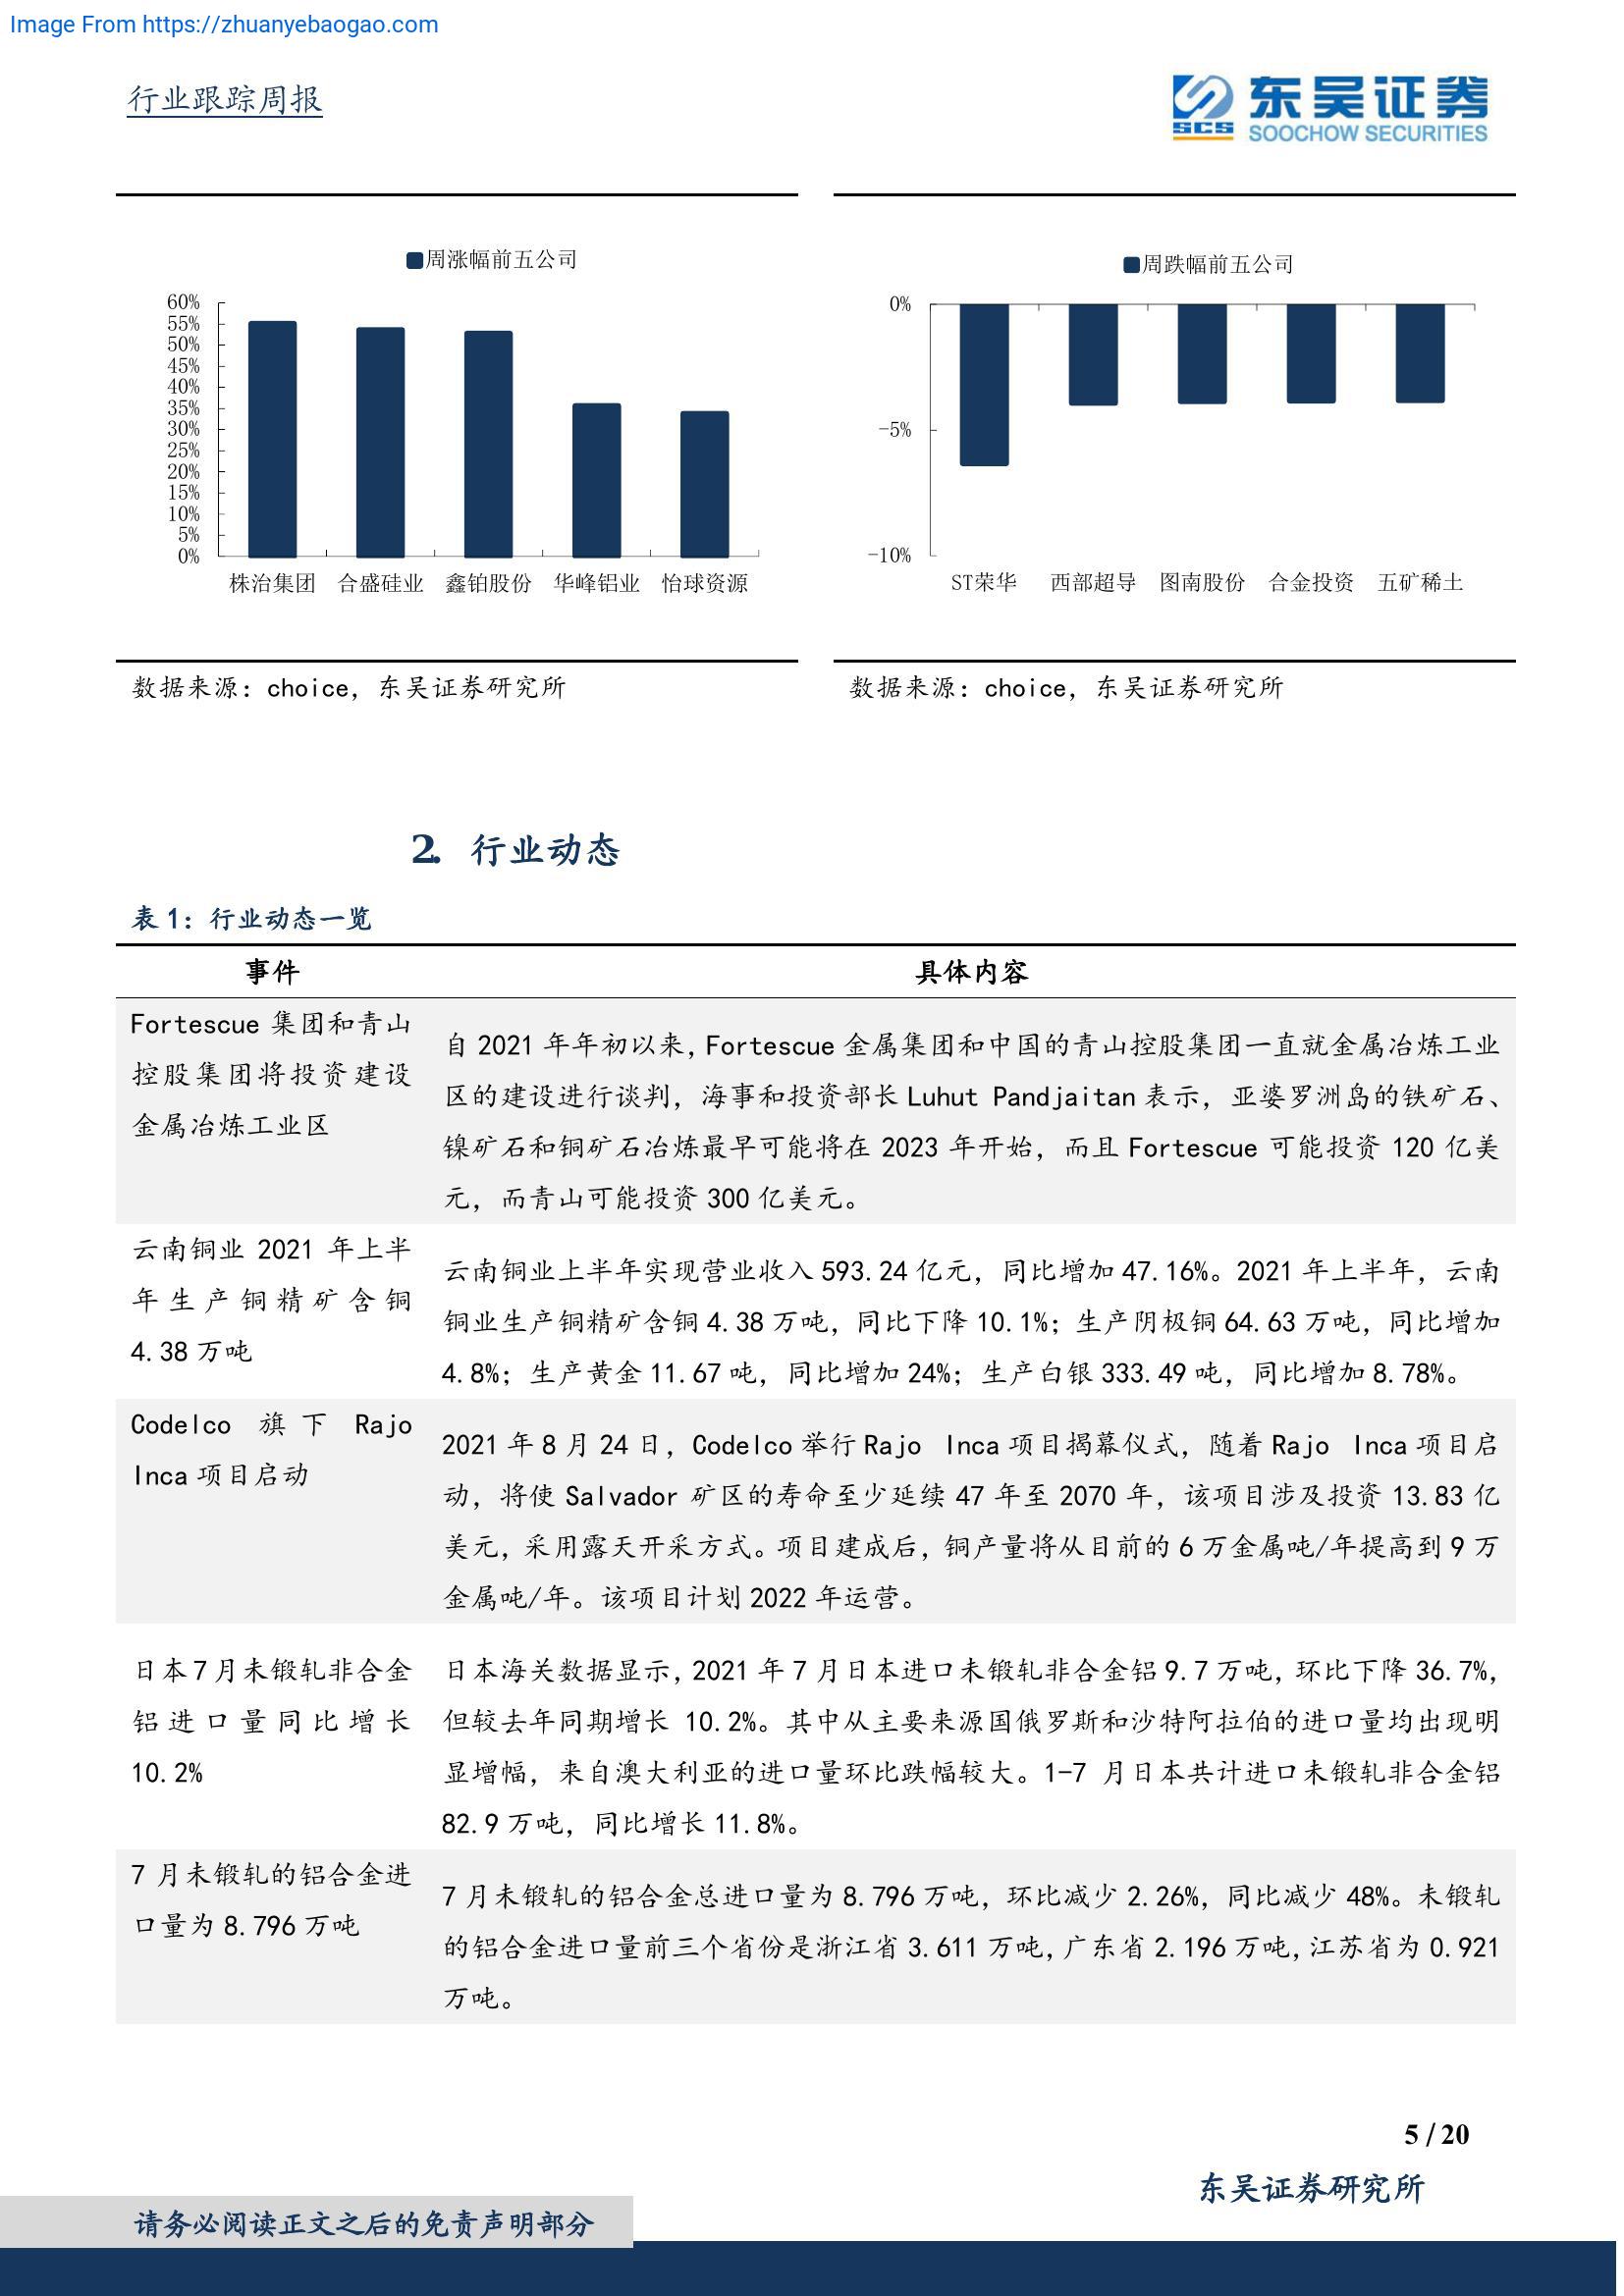 Image From https://zhuanyebaogao.com
行业跟踪周报
SCS
东吴证券
SOOCHOW SECURITIES
周涨幅前五公司
60%
55%
50%
45%
40%
35%
30%
25%
20%
15%
10%
5%
0%
株治集团 合盛硅业 鑫铂股份 华峰铝业 怡球资源
周跌幅前五公司
0%
-5%
-10%
ST荣华 西部超导 图南股份 合金投资 五矿稀土
数据来源：choice，东吴证券研究所
数据来源：choice，东吴证券研究所
2. 行业动态
表 1：行业动态一览
事件
具体内容
Fortescue 集团和青山
控股集团将投资建设
金属冶炼工业区
自 2021 年年初以来，Fortescue 金属集团和中国的青山控股集团一直就金属冶炼工业
区的建设进行谈判，海事和投资部长 Luhut Pandjaitan 表示，亚婆罗洲岛的铁矿石、
镍矿石和铜矿石冶炼最早可能将在 2023 年开始，而且 Fortescue 可能投资 120 亿美
元，而青山可能投资 300 亿美元。
云南铜业 2021 年上半
年生产铜精矿含铜
4.38 万吨
云南铜业上半年实现营业收入 593.24 亿元，同比增加 47.16%。2021 年上半年，云南
铜业生产铜精矿含铜 4.38 万吨，同比下降 10.1%；生产阴极铜 64.63 万吨，同比增加
4.8%；生产黄金 11.67 吨，同比增加 24%；生产白银 333.49 吨，同比增加 8.78%。
Codelco 旗下 Rajo
Inca 项目启动
2021 年 8 月 24 日，Codelco 举行 Rajo Inca 项目揭幕仪式，随着 Rajo Inca 项目启
动，将使 Salvador 矿区的寿命至少延续 47 年至 2070 年，该项目涉及投资 13.83 亿
美元，采用露天开采方式。项目建成后，铜产量将从目前的 6 万金属吨/年提高到 9 万
金属吨/年。该项目计划 2022 年运营。
日本 7 月未锻轧非合金
铝进口量同比增长
10.2%
日本海关数据显示，2021 年 7 月日本进口未锻轧非合金铝 9.7 万吨，环比下降 36.7%，
但较去年同期增长 10.2%。其中从主要来源国俄罗斯和沙特阿拉伯的进口量均出现明
显增幅，来自澳大利亚的进口量环比跌幅较大。1-7 月日本共计进口未锻轧非合金铝
82.9 万吨，同比增长 11.8%。
7 月未锻轧的铝合金进
口量为 8.796 万吨
7 月未锻轧的铝合金总进口量为 8.796 万吨，环比减少 2.26%，同比减少 48%。未锻轧
的铝合金进口量前三个省份是浙江省 3.611 万吨，广东省 2.196 万吨，江苏省为 0.921
万吨。
5 / 20
东吴证券研究所
请务必阅读正文之后的免责声明部分